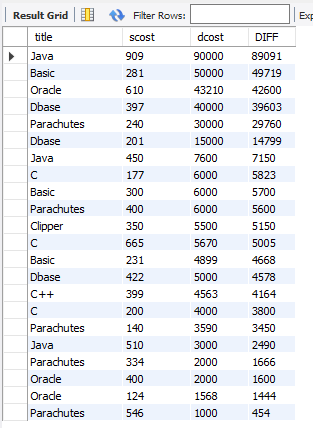 Result Grid Filter Rows: Exp
title scost dcost DIFF
Java 909 90000 89091
Basic 281 50000 49719
Oracle 610 43210 42600
Dbase 397 40000 39603
Parachutes 240 30000 29760
Dbase 201 15000 14799
Java 450 7600 7150
C 177 6000 5823
Basic 300 6000 5700
Parachutes 400 6000 5600
Clipper 350 5500 5150
C 665 5670 5005
Basic 231 4899 4668
Dbase 422 5000 4578
C++ 399 4563 4164
C 200 4000 3800
Parachutes 140 3590 3450
Java 510 3000 2490
Parachutes 334 2000 1666
Oracle 400 2000 1600
Oracle 124 1568 1444
Parachutes 546 1000 454